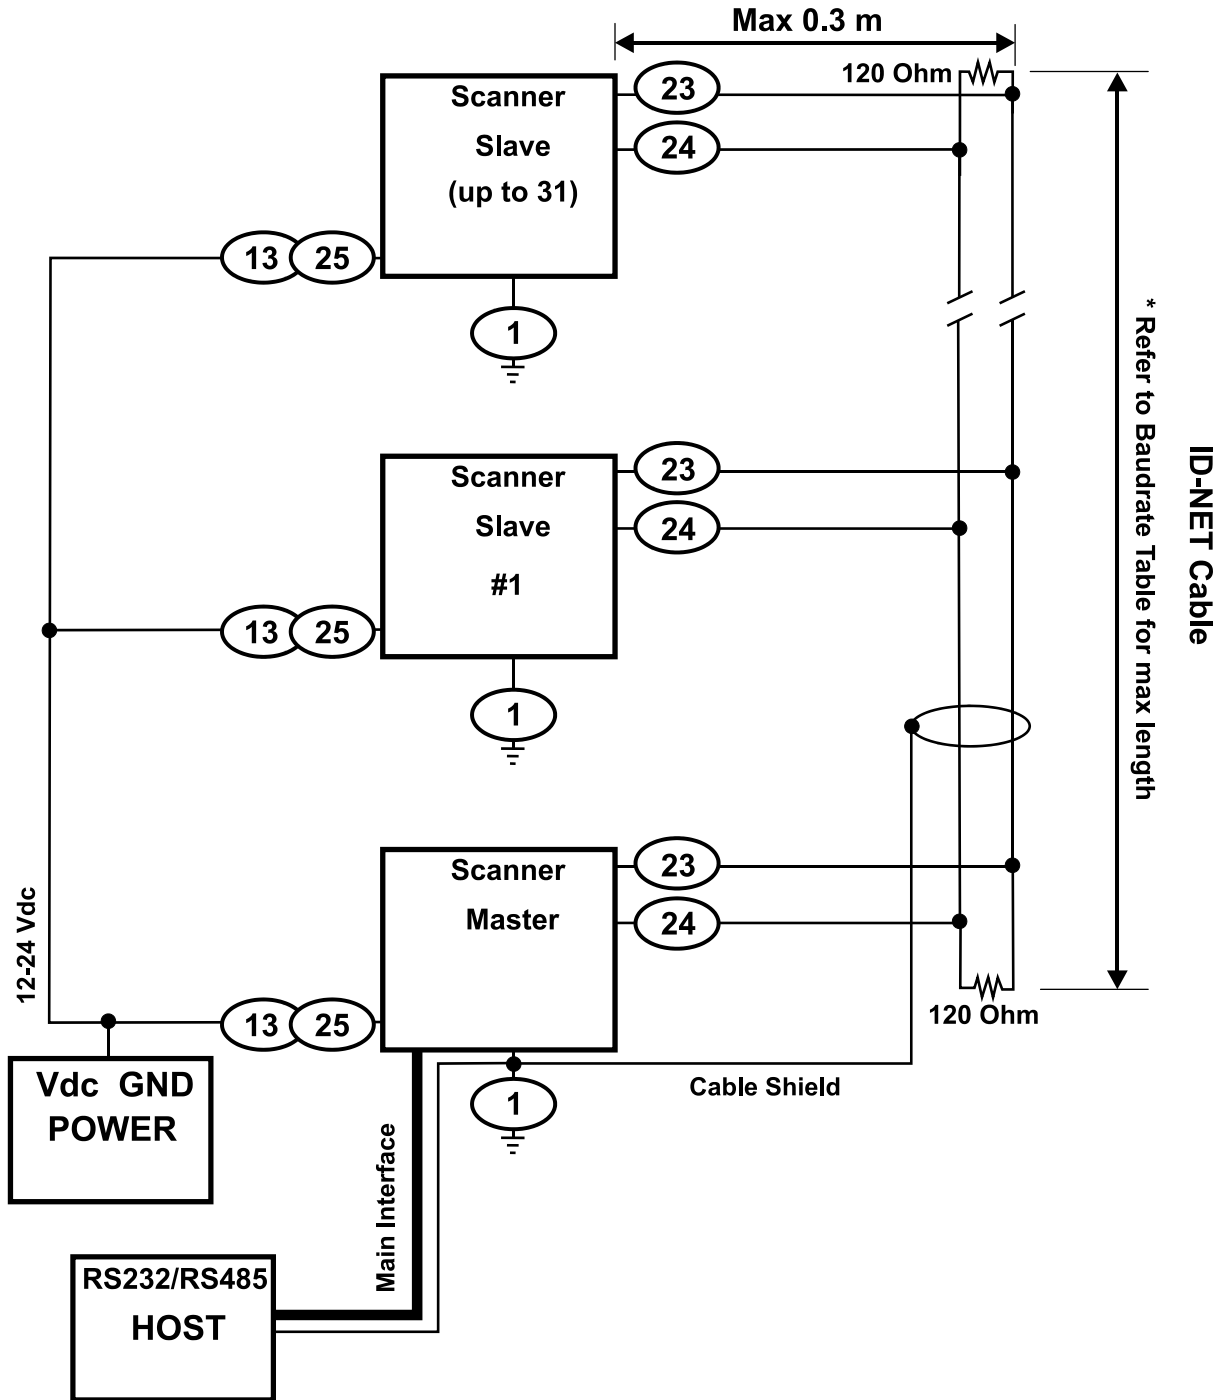 Max 0.3 m
120 Ohm
Scanner
Slave
(up to 31)
23
24
13
25
1
Scanner
Slave
#1
23
24
13
25
1
* Refer to Baudrate Table for max length
ID-NET Cable
Scanner
Master
23
24
13
25
1
12-24 Vdc
120 Ohm
Cable Shield
Vdc GND
POWER
Main Interface
RS232/RS485
HOST